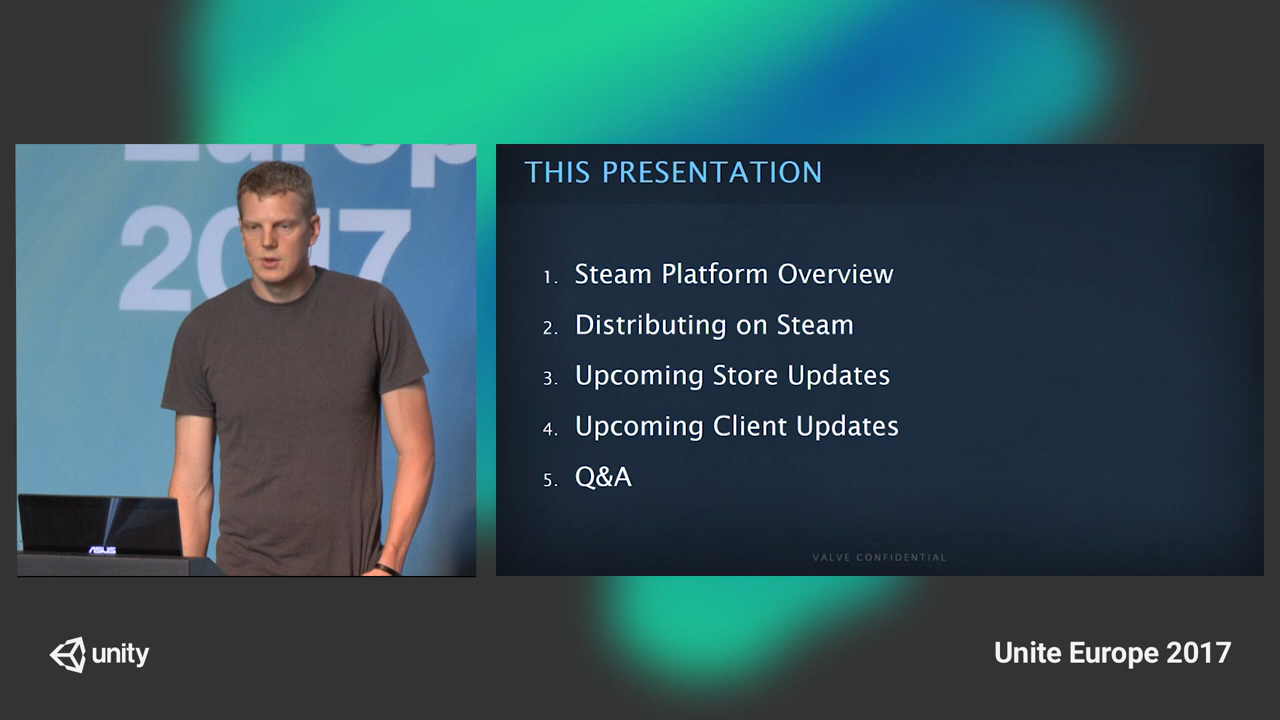 Europ
2017
ASUS
THIS PRESENTATION
1. Steam Platform Overview
2. Distributing on Steam
3. Upcoming Store Updates
4. Upcoming Client Updates
5. Q&A
VALVE CONFIDENTIAL
unity
Unite Europe 2017